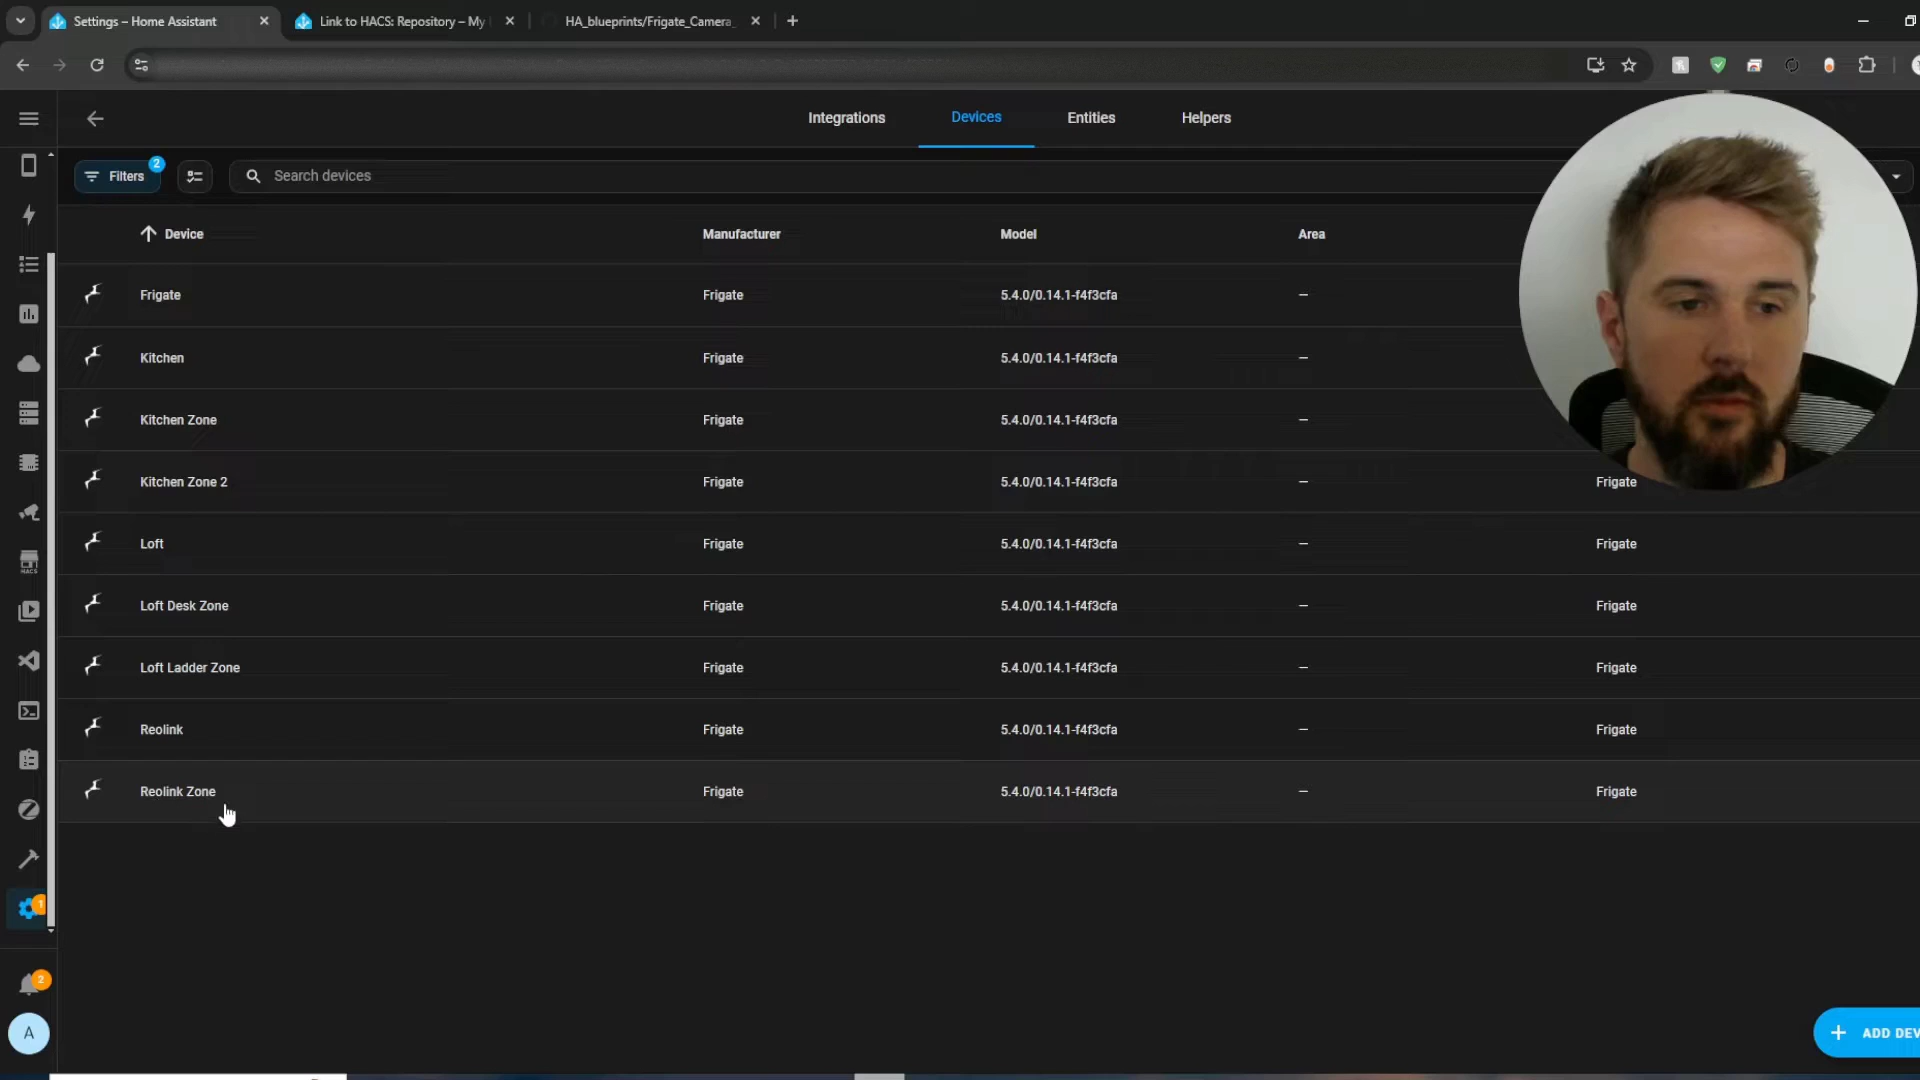 Settings – Home Assistant
Link to HACS: Repository – My
HA_blueprints/Frigate_Camera_
Integrations
Devices
Entities
Helpers
Filters
2
Search devices
Device Manufacturer Model Area
Frigate Frigate 5.4.0/0.14.1-f4f3cfa —
Kitchen Frigate 5.4.0/0.14.1-f4f3cfa —
Kitchen Zone Frigate 5.4.0/0.14.1-f4f3cfa —
Kitchen Zone 2 Frigate 5.4.0/0.14.1-f4f3cfa — Frigate
Loft Frigate 5.4.0/0.14.1-f4f3cfa — Frigate
HACS
Loft Desk Zone Frigate 5.4.0/0.14.1-f4f3cfa — Frigate
Loft Ladder Zone Frigate 5.4.0/0.14.1-f4f3cfa — Frigate
Reolink Frigate 5.4.0/0.14.1-f4f3cfa — Frigate
Reolink Zone Frigate 5.4.0/0.14.1-f4f3cfa — Frigate
1
2
A
+ ADD DEV